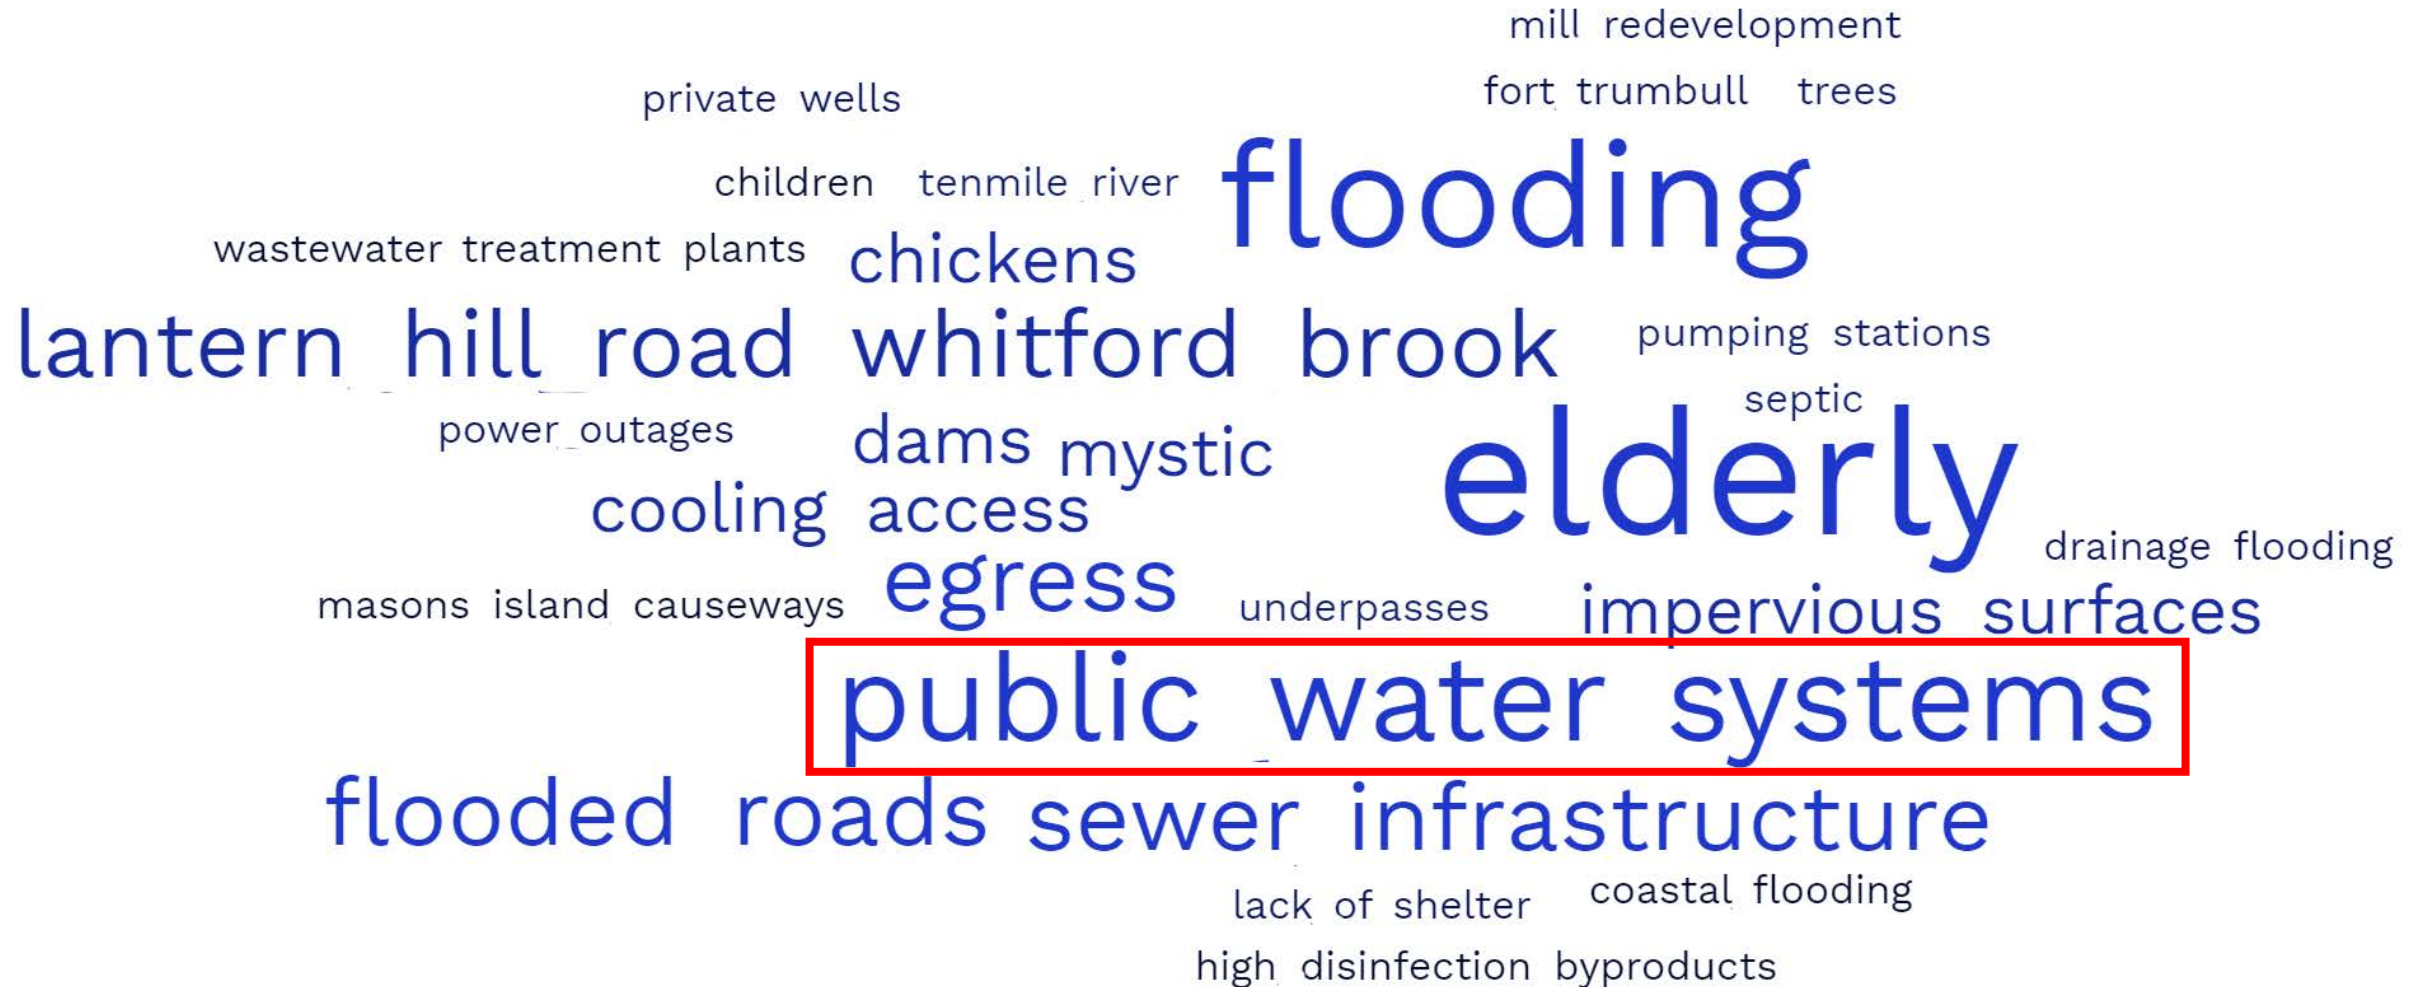 mill redevelopment
private wells
fort trumbull trees
children tenmile river
flooding
wastewater treatment plants
chickens
lantern hill road whitford brook
pumping stations
septic
power outages
dams mystic
elderly
cooling access
drainage flooding
masons island causeways
egress
underpasses
impervious surfaces
public water systems
flooded roads sewer infrastructure
lack of shelter
coastal flooding
high disinfection byproducts